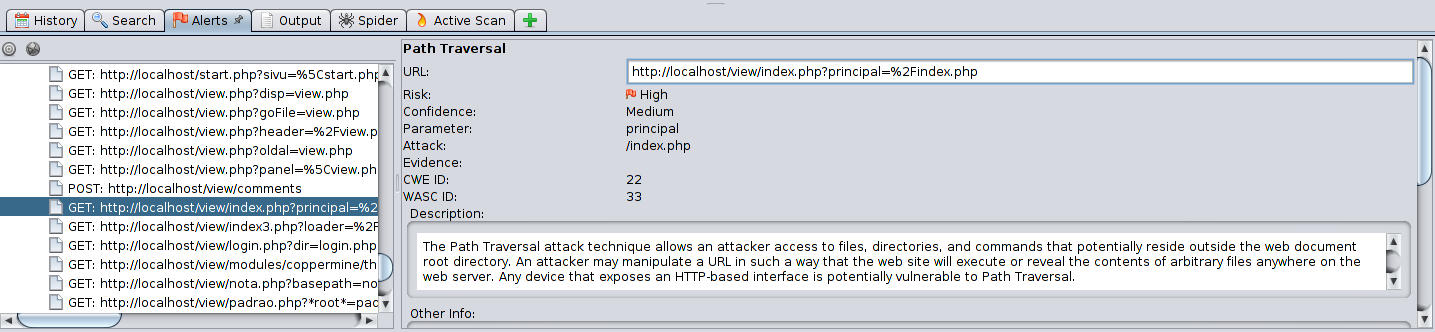 History Search Alerts Output Spider Active Scan
GET: http://localhost/start.php?sivu=%5Cstart.php
GET: http://localhost/view.php?disp=view.php
GET: http://localhost/view.php?goFile=view.php
GET: http://localhost/view.php?header=%2Fview.p
GET: http://localhost/view.php?oldal=view.php
GET: http://localhost/view.php?panel=%5Cview.ph
POST: http://localhost/view/comments
GET: http://localhost/view/index.php?principal=%2
GET: http://localhost/view/index3.php?loader=%2F
GET: http://localhost/view/login.php?dir=login.php
GET: http://localhost/view/modules/coppermine/th
GET: http://localhost/view/nota.php?basepath=no
GET: http://localhost/view/padrao.php?*root*=pad
Path Traversal
URL: http://localhost/view/index.php?principal=%2Findex.php
Risk: High
Confidence: Medium
Parameter: principal
Attack: /index.php
Evidence:
CWE ID: 22
WASC ID: 33
Description:
The Path Traversal attack technique allows an attacker access to files, directories, and commands that potentially reside outside the web document
root directory. An attacker may manipulate a URL in such a way that the web site will execute or reveal the contents of arbitrary files anywhere on the
web server. Any device that exposes an HTTP-based interface is potentially vulnerable to Path Traversal.
Other Info: